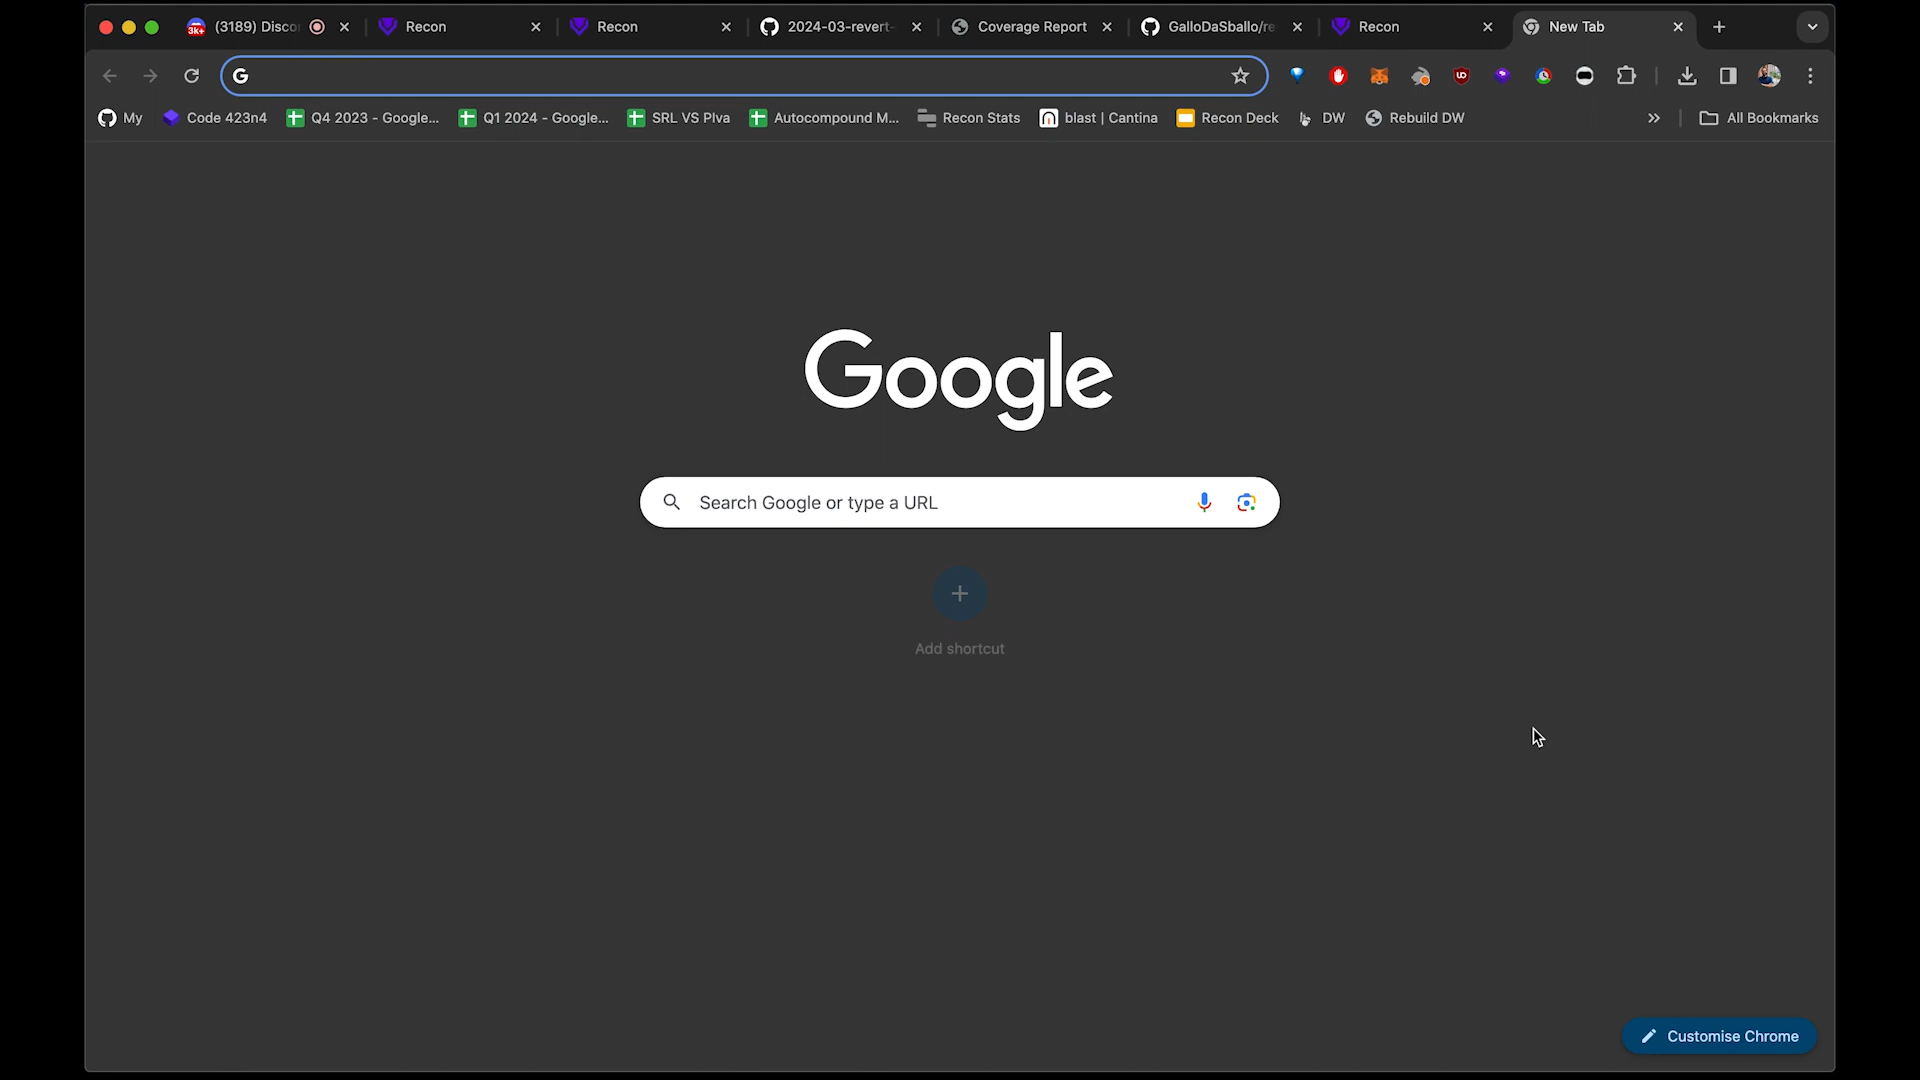 3k+ (3189) Disco Recon Recon 2024-03-revert- Coverage Report GalloDaSballo/re Recon New Tab
My Code 423n4 Q4 2023 - Google... Q1 2024 - Google... SRL VS PIva Autocompound M... Recon Stats blast | Cantina Recon Deck DW Rebuild DW All Bookmarks
Google
Search Google or type a URL
Add shortcut
Customise Chrome